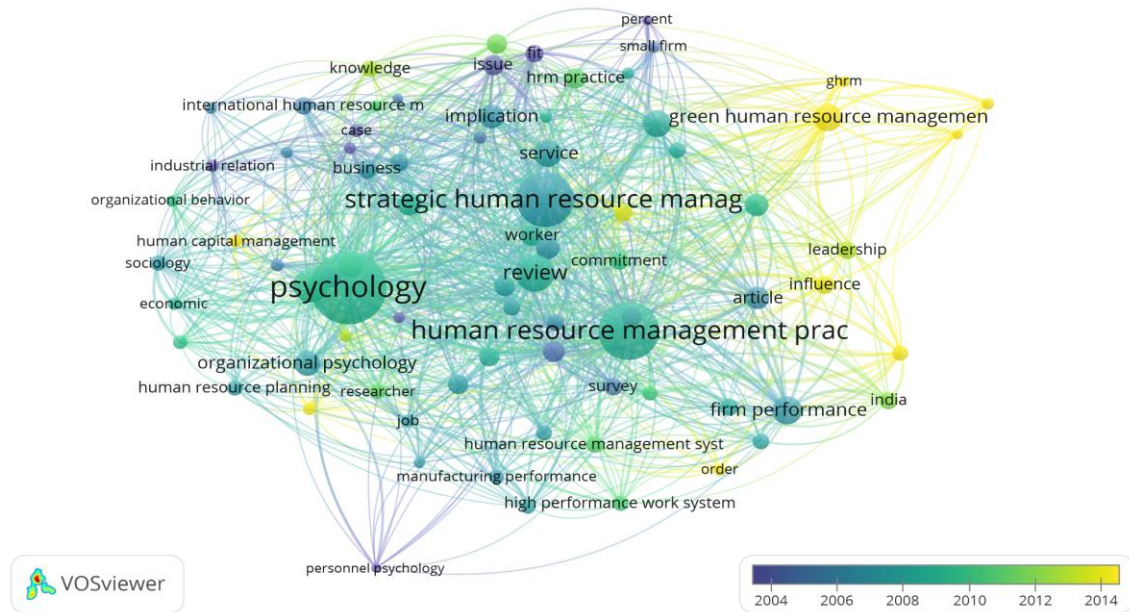 percent
small firm
fit
issue
knowledge
hrm practice
ghrm
international human resource m
implication
green human resource managemen
case
service
industrial relation
business
strategic human resource manag
organizational behavior
worker
human capital management
commitment
leadership
sociology
review
psychology
influence
article
economic
human resource management prac
organizational psychology
human resource planning
researcher
survey
india
firm performance
job
human resource management syst
order
manufacturing performance
high performance work system
personnel psychology
VOSviewer
2004 2006 2008 2010 2012 2014